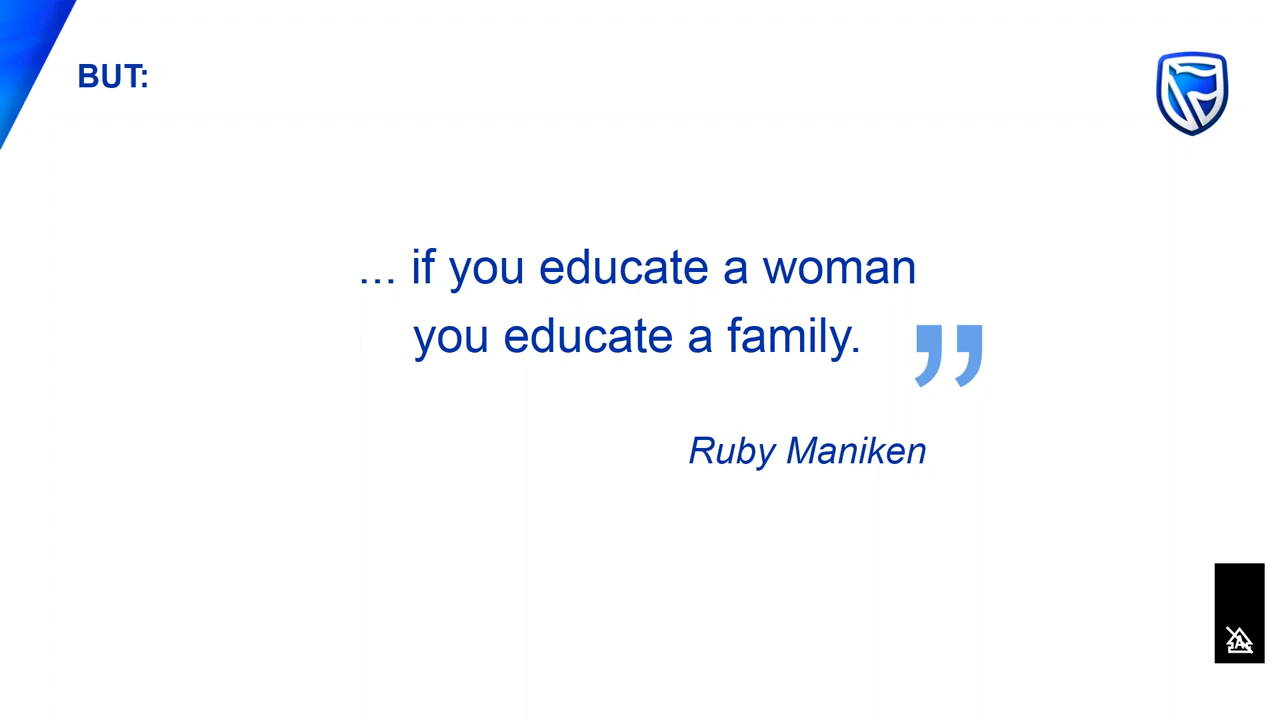 BUT:
... if you educate a woman
you educate a family.
”
Ruby Maniken